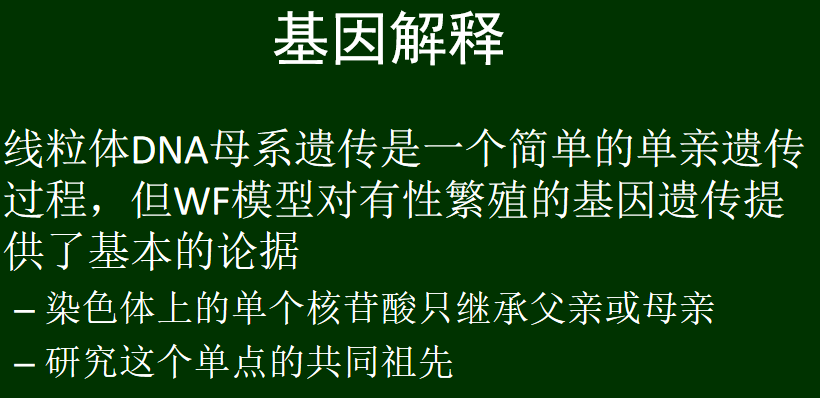 基因解释
线粒体DNA母系遗传是一个简单的单亲遗传
过程，但WF模型对有性繁殖的基因遗传提
供了基本的论据
– 染色体上的单个核苷酸只继承父亲或母亲
– 研究这个单点的共同祖先